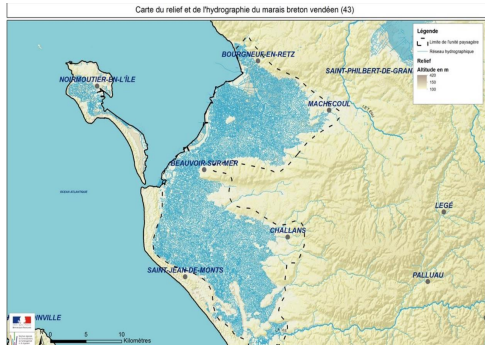 Carte du relief et de l'hydrographie du marais breton vendéen (43)
Légende
Limite de l'unité paysagère
Réseau hydrographique
Relief
Altitude en m
BOURGNEUF-EN-RETZ
NOIRMOUTIER-EN-L'ÎLE
SAINT-PHILBERT-DE-GRAN
MACHECOUL
BEAUVOIR-SUR-MER
LEGÉ
CHALLANS
SAINT-JEAN-DE-MONTS
PALLUAU
INVILLE
0 5 10
Kilomètres